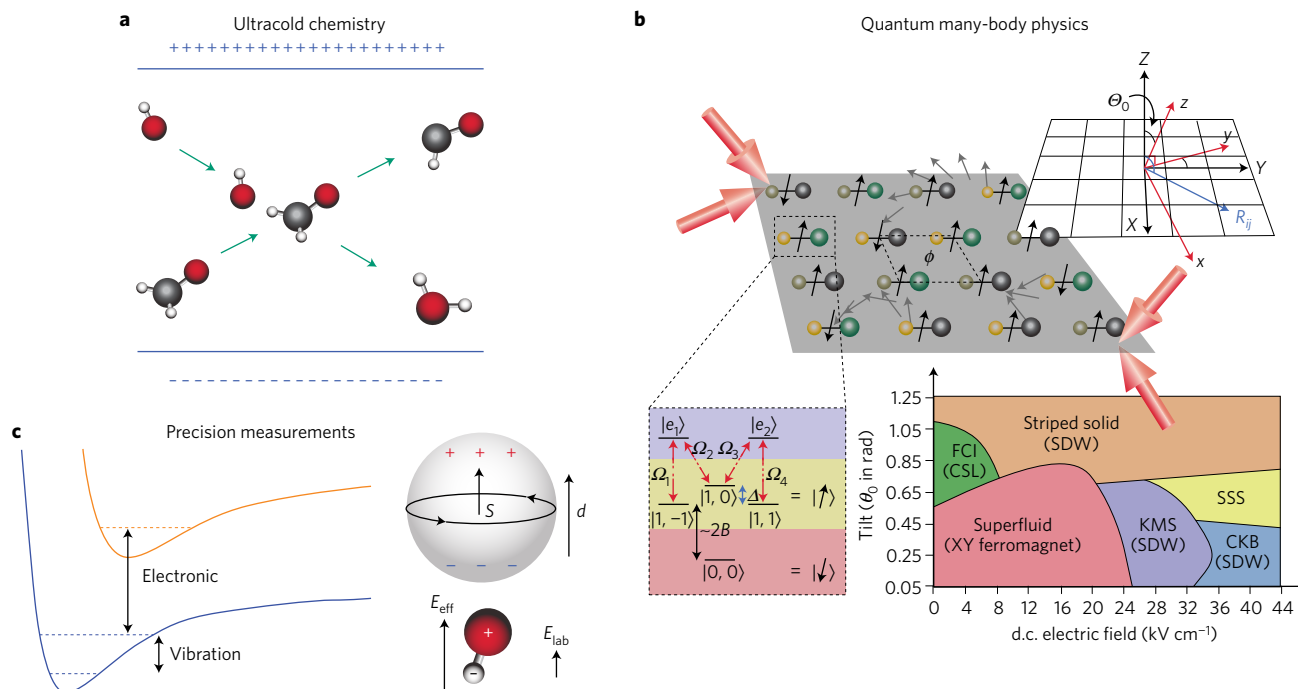 a
Ultracold chemistry
+++++++++++++++++++++
− − − − − − − − − − − − − − − − − − − −
b
Quantum many-body physics
Z
Θ₀
z
y
Y
R_ij
X
x
ϕ
|e₁⟩
|e₂⟩
Ω₁
Ω₂
Ω₃
Ω₄
|1, 0⟩
Δ
= |↑⟩
|1, −1⟩
|1, 1⟩
~2B
|0, 0⟩
= |↓⟩
Tilt (θ₀ in rad)
1.25
1.05
0.85
0.65
0.45
0.25
0.05
Striped solid
(SDW)
FCI
(CSL)
Superfluid
(XY ferromagnet)
KMS
(SDW)
SSS
CKB
(SDW)
0 4 8 12 16 20 24 28 32 36 40 44
d.c. electric field (kV cm⁻¹)
c
Precision measurements
Electronic
Vibration
+ + +
S
− − −
d
E_eff
+
−
E_lab